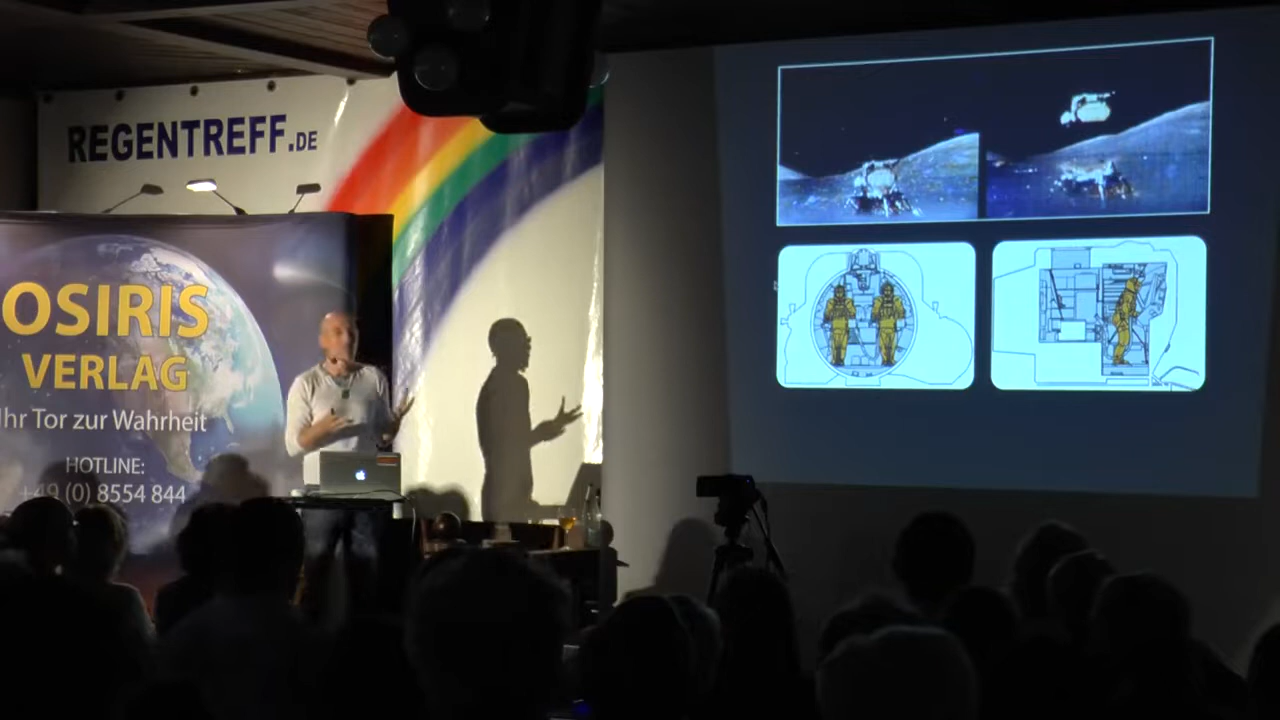 REGENTREFF.DE
OSIRIS
VERLAG
Ihr Tor zur Wahrheit
HOTLINE:
+49 (0) 8554 844